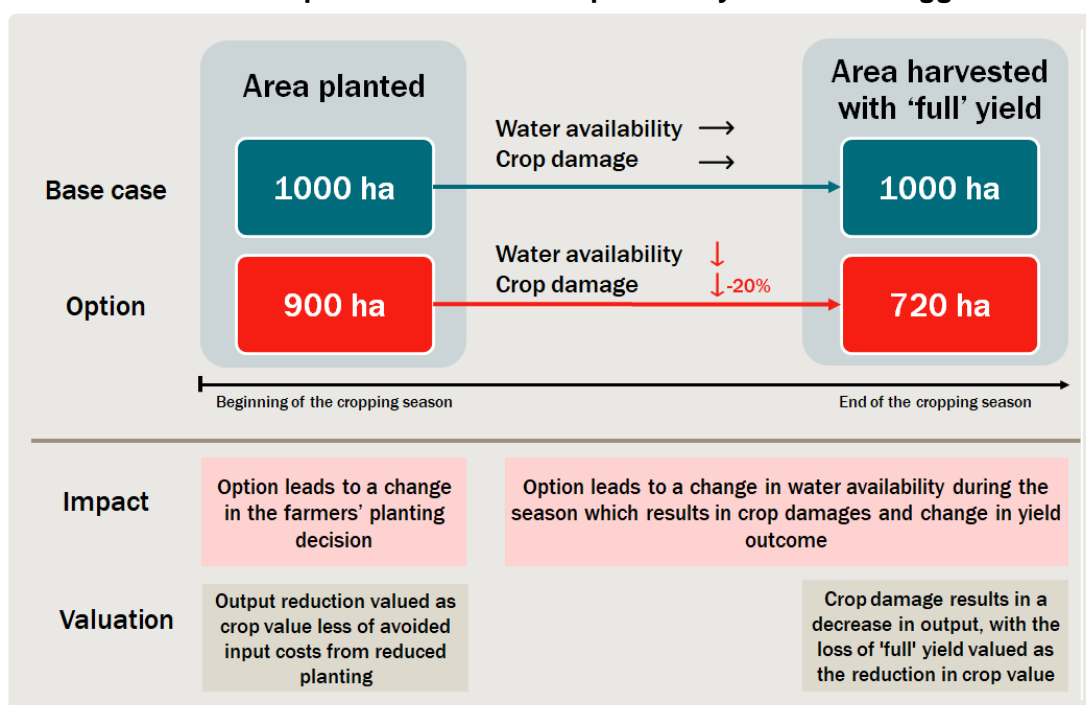 Area planted
Area harvested
with ‘full’ yield
Water availability →
Crop damage →
Base case
1000 ha
1000 ha
Water availability ↓
Crop damage ↓-20%
Option
900 ha
720 ha
Beginning of the cropping season
End of the cropping season
Impact
Option leads to a change
in the farmers’ planting
decision
Option leads to a change in water availability during the
season which results in crop damages and change in yield
outcome
Valuation
Output reduction valued as
crop value less of avoided
input costs from reduced
planting
Crop damage results in a
decrease in output, with the
loss of 'full' yield valued as
the reduction in crop value